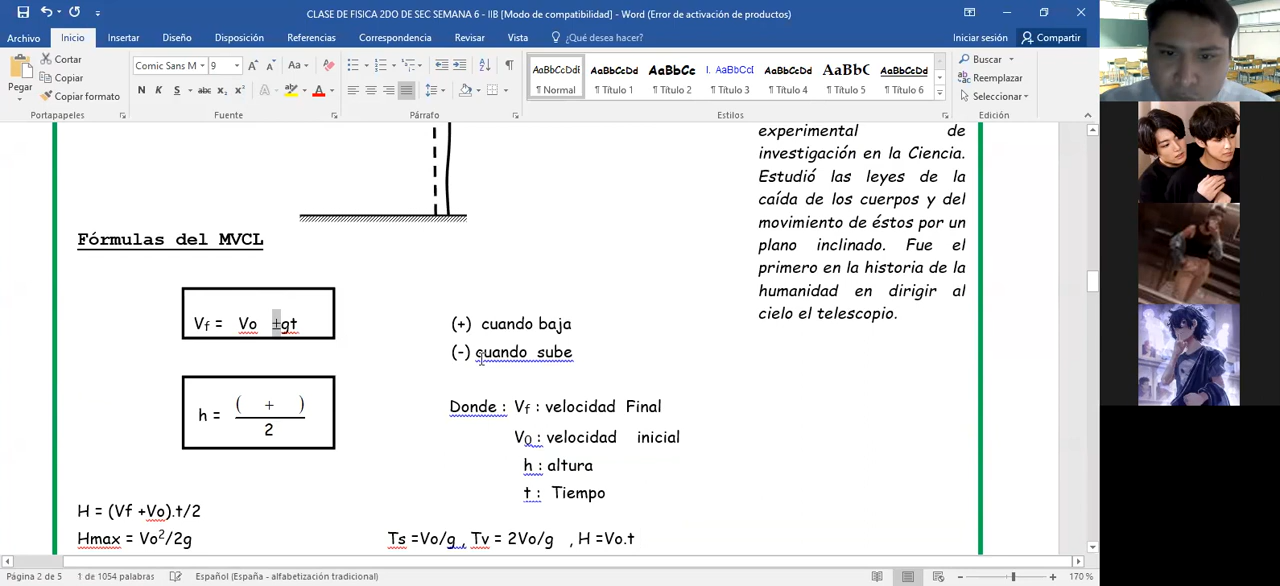 CLASE DE FISICA 2DO DE SEC SEMANA 6 - IIB [Modo de compatibilidad] - Word (Error de activación de productos)
Archivo Inicio Insertar Diseño Disposición Referencias Correspondencia Revisar Vista ¿Qué desea hacer? Iniciar sesión Compartir
Pegar
Cortar
Copiar
Copiar formato
Portapapeles
Comic Sans M 9
N K S abc x₂ x²
Fuente
Párrafo
AaBbCcDdE AaBbCcDd AaBbCc I. AaBbCcI AaBbCcDd AaBbC AaBbCcDd
¶ Normal ¶ Título 1 ¶ Título 2 ¶ Título 3 ¶ Título 4 ¶ Título 5 ¶ Título 6
Estilos
Buscar
Reemplazar
Seleccionar
Edición
experimental de
investigación en la Ciencia.
Estudió las leyes de la
caída de los cuerpos y del
movimiento de éstos por un
plano inclinado. Fue el
primero en la historia de la
humanidad en dirigir al
cielo el telescopio.
Fórmulas del MVCL
Vf = Vo ±gt
(+) cuando baja
(-) cuando sube
h = ( + )
2
Donde : Vf : velocidad Final
V0 : velocidad inicial
h : altura
t : Tiempo
H = (Vf +Vo).t/2
Hmax = Vo²/2g
Ts =Vo/g , Tv = 2Vo/g , H =Vo.t
Página 2 de 5 1 de 1054 palabras Español (España - alfabetización tradicional) 170 %